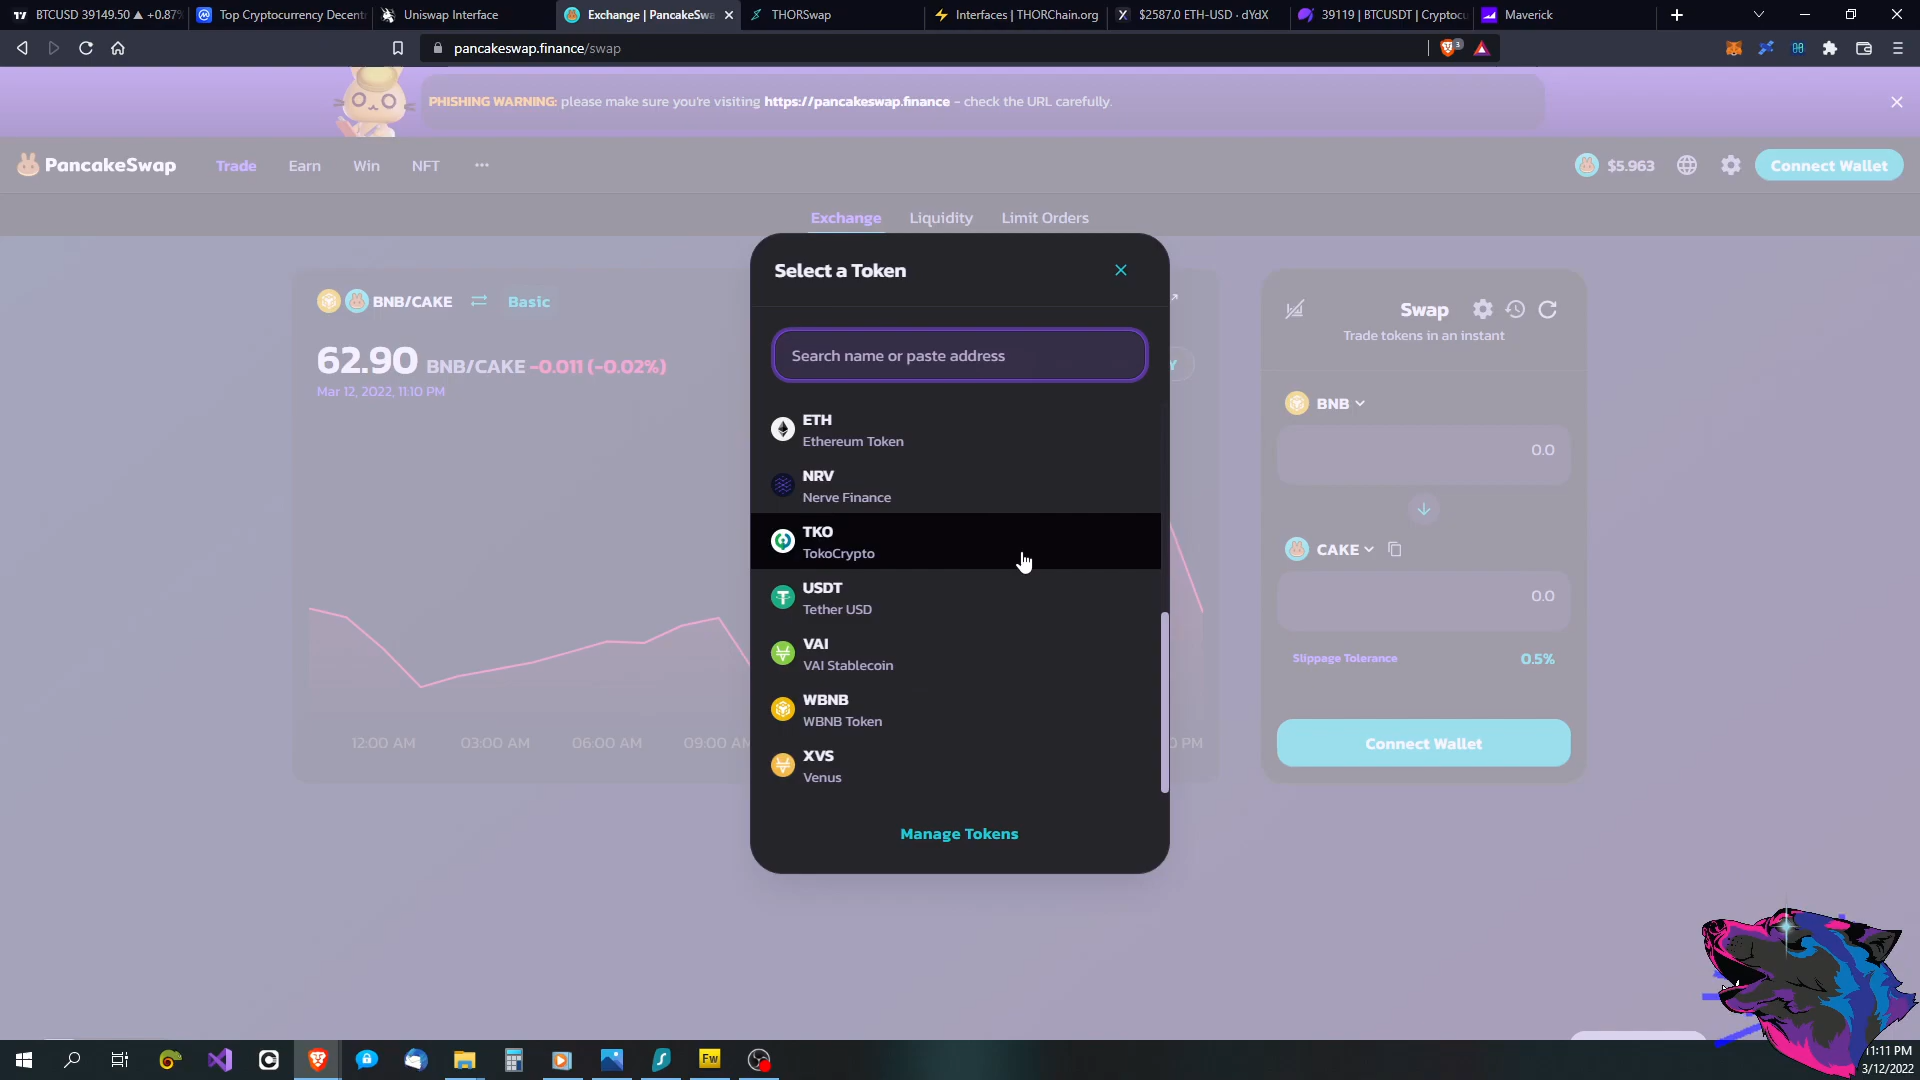 BTCUSD 39149.50 ▲ +0.87%
Top Cryptocurrency Decent
Uniswap Interface
Exchange | PancakeSwa
THORSwap
Interfaces | THORChain.org
$2587.0 ETH-USD · dYdX
39119 | BTCUSDT | Cryptocu
Maverick
pancakeswap.finance/swap
3
PHISHING WARNING: please make sure you're visiting https://pancakeswap.finance - check the URL carefully.
PancakeSwap
Trade
Earn
Win
NFT
$5.963
Connect Wallet
Exchange
Liquidity
Limit Orders
BNB/CAKE
Basic
62.90 BNB/CAKE -0.011 (-0.02%)
Mar 12, 2022, 11:10 PM
12:00 AM
03:00 AM
06:00 AM
09:00 AM
PM
Y
Select a Token
Search name or paste address
ETH
Ethereum Token
NRV
Nerve Finance
TKO
TokoCrypto
USDT
Tether USD
VAI
VAI Stablecoin
WBNB
WBNB Token
XVS
Venus
Manage Tokens
Swap
Trade tokens in an instant
BNB
0.0
CAKE
0.0
Slippage Tolerance
0.5%
Connect Wallet
Fw
11:11 PM
3/12/2022